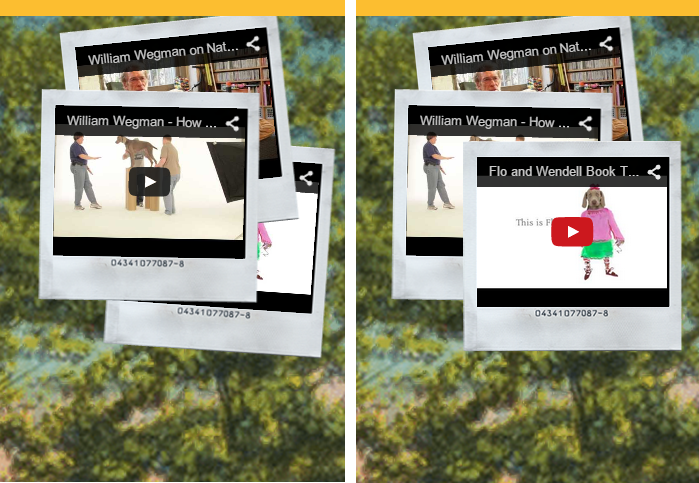 William Wegman on Nat...
William Wegman - How ...
04341077087-8
04341077087-8
William Wegman on Nat...
William Wegman - How ...
Flo and Wendell Book T...
This is Fl
04341077087-8